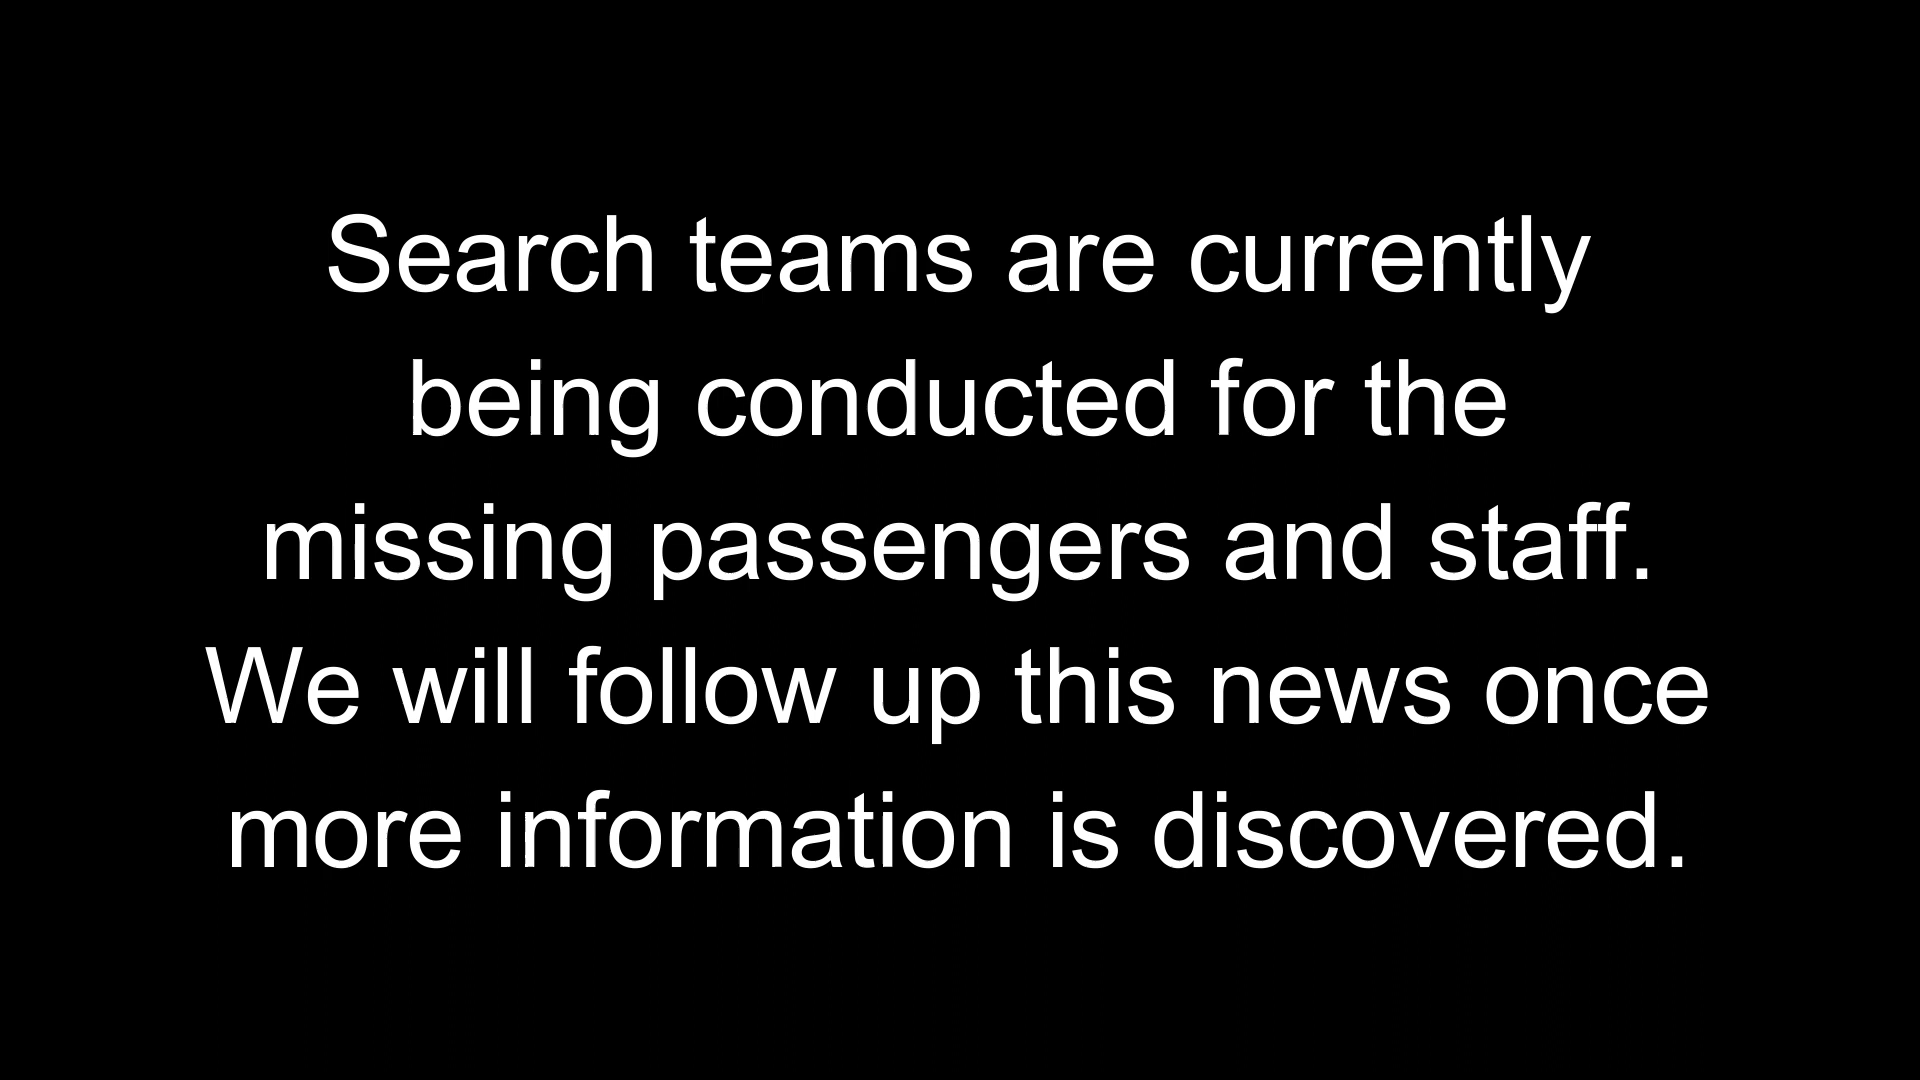 Search teams are currently
being conducted for the
missing passengers and staff.
We will follow up this news once
more information is discovered.